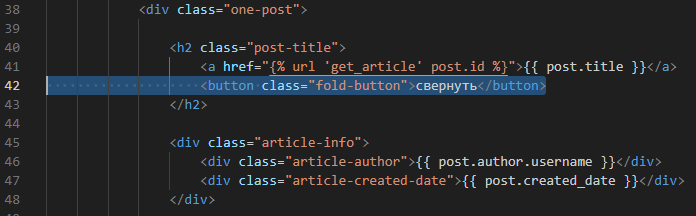 38 <div class="one-post">
39
40 <h2 class="post-title">
41 <a href="{% url 'get_article' post.id %}">{{ post.title }}</a>
42 <button class="fold-button">свернуть</button>
43 </h2>
44
45 <div class="article-info">
46 <div class="article-author">{{ post.author.username }}</div>
47 <div class="article-created-date">{{ post.created_date }}</div>
48 </div>